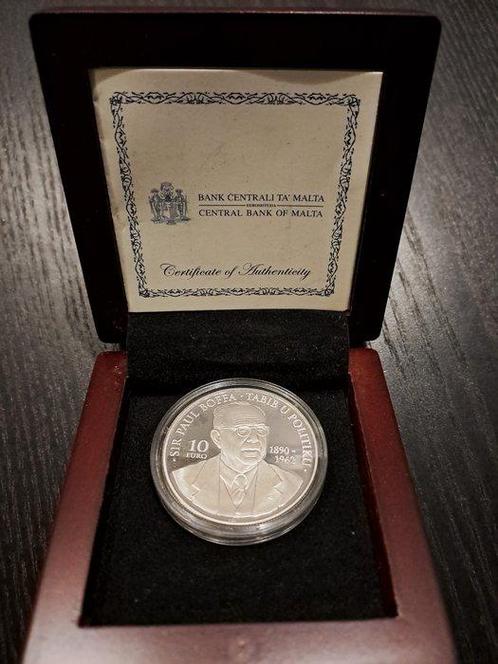 BANK ĊENTRALI TA' MALTA
EUROSISTEMA
CENTRAL BANK OF MALTA
Certificate of Authenticity
· SIR PAUL BOFFA · TABIB U POLITIKU ·
10
EURO
1890 -
1962